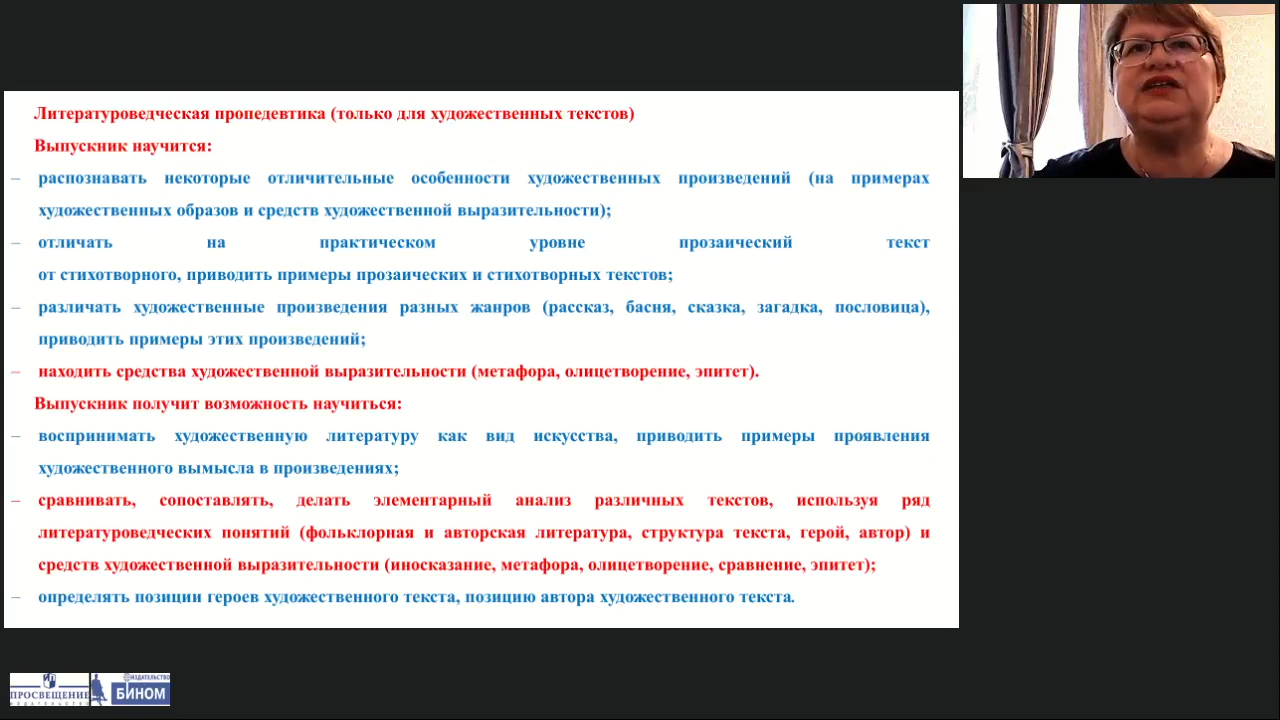 Литературоведческая пропедевтика (только для художественных текстов)
Выпускник научится:
– распознавать некоторые отличительные особенности художественных произведений (на примерах
художественных образов и средств художественной выразительности);
– отличать на практическом уровне прозаический текст
от стихотворного, приводить примеры прозаических и стихотворных текстов;
– различать художественные произведения разных жанров (рассказ, басня, сказка, загадка, пословица),
приводить примеры этих произведений;
– находить средства художественной выразительности (метафора, олицетворение, эпитет).
Выпускник получит возможность научиться:
– воспринимать художественную литературу как вид искусства, приводить примеры проявления
художественного вымысла в произведениях;
– сравнивать, сопоставлять, делать элементарный анализ различных текстов, используя ряд
литературоведческих понятий (фольклорная и авторская литература, структура текста, герой, автор) и
средств художественной выразительности (иносказание, метафора, олицетворение, сравнение, эпитет);
– определять позиции героев художественного текста, позицию автора художественного текста.
ПРОСВЕЩЕНИЕ
ИЗДАТЕЛЬСТВО
ИЗДАТЕЛЬСТВО
БИНОМ